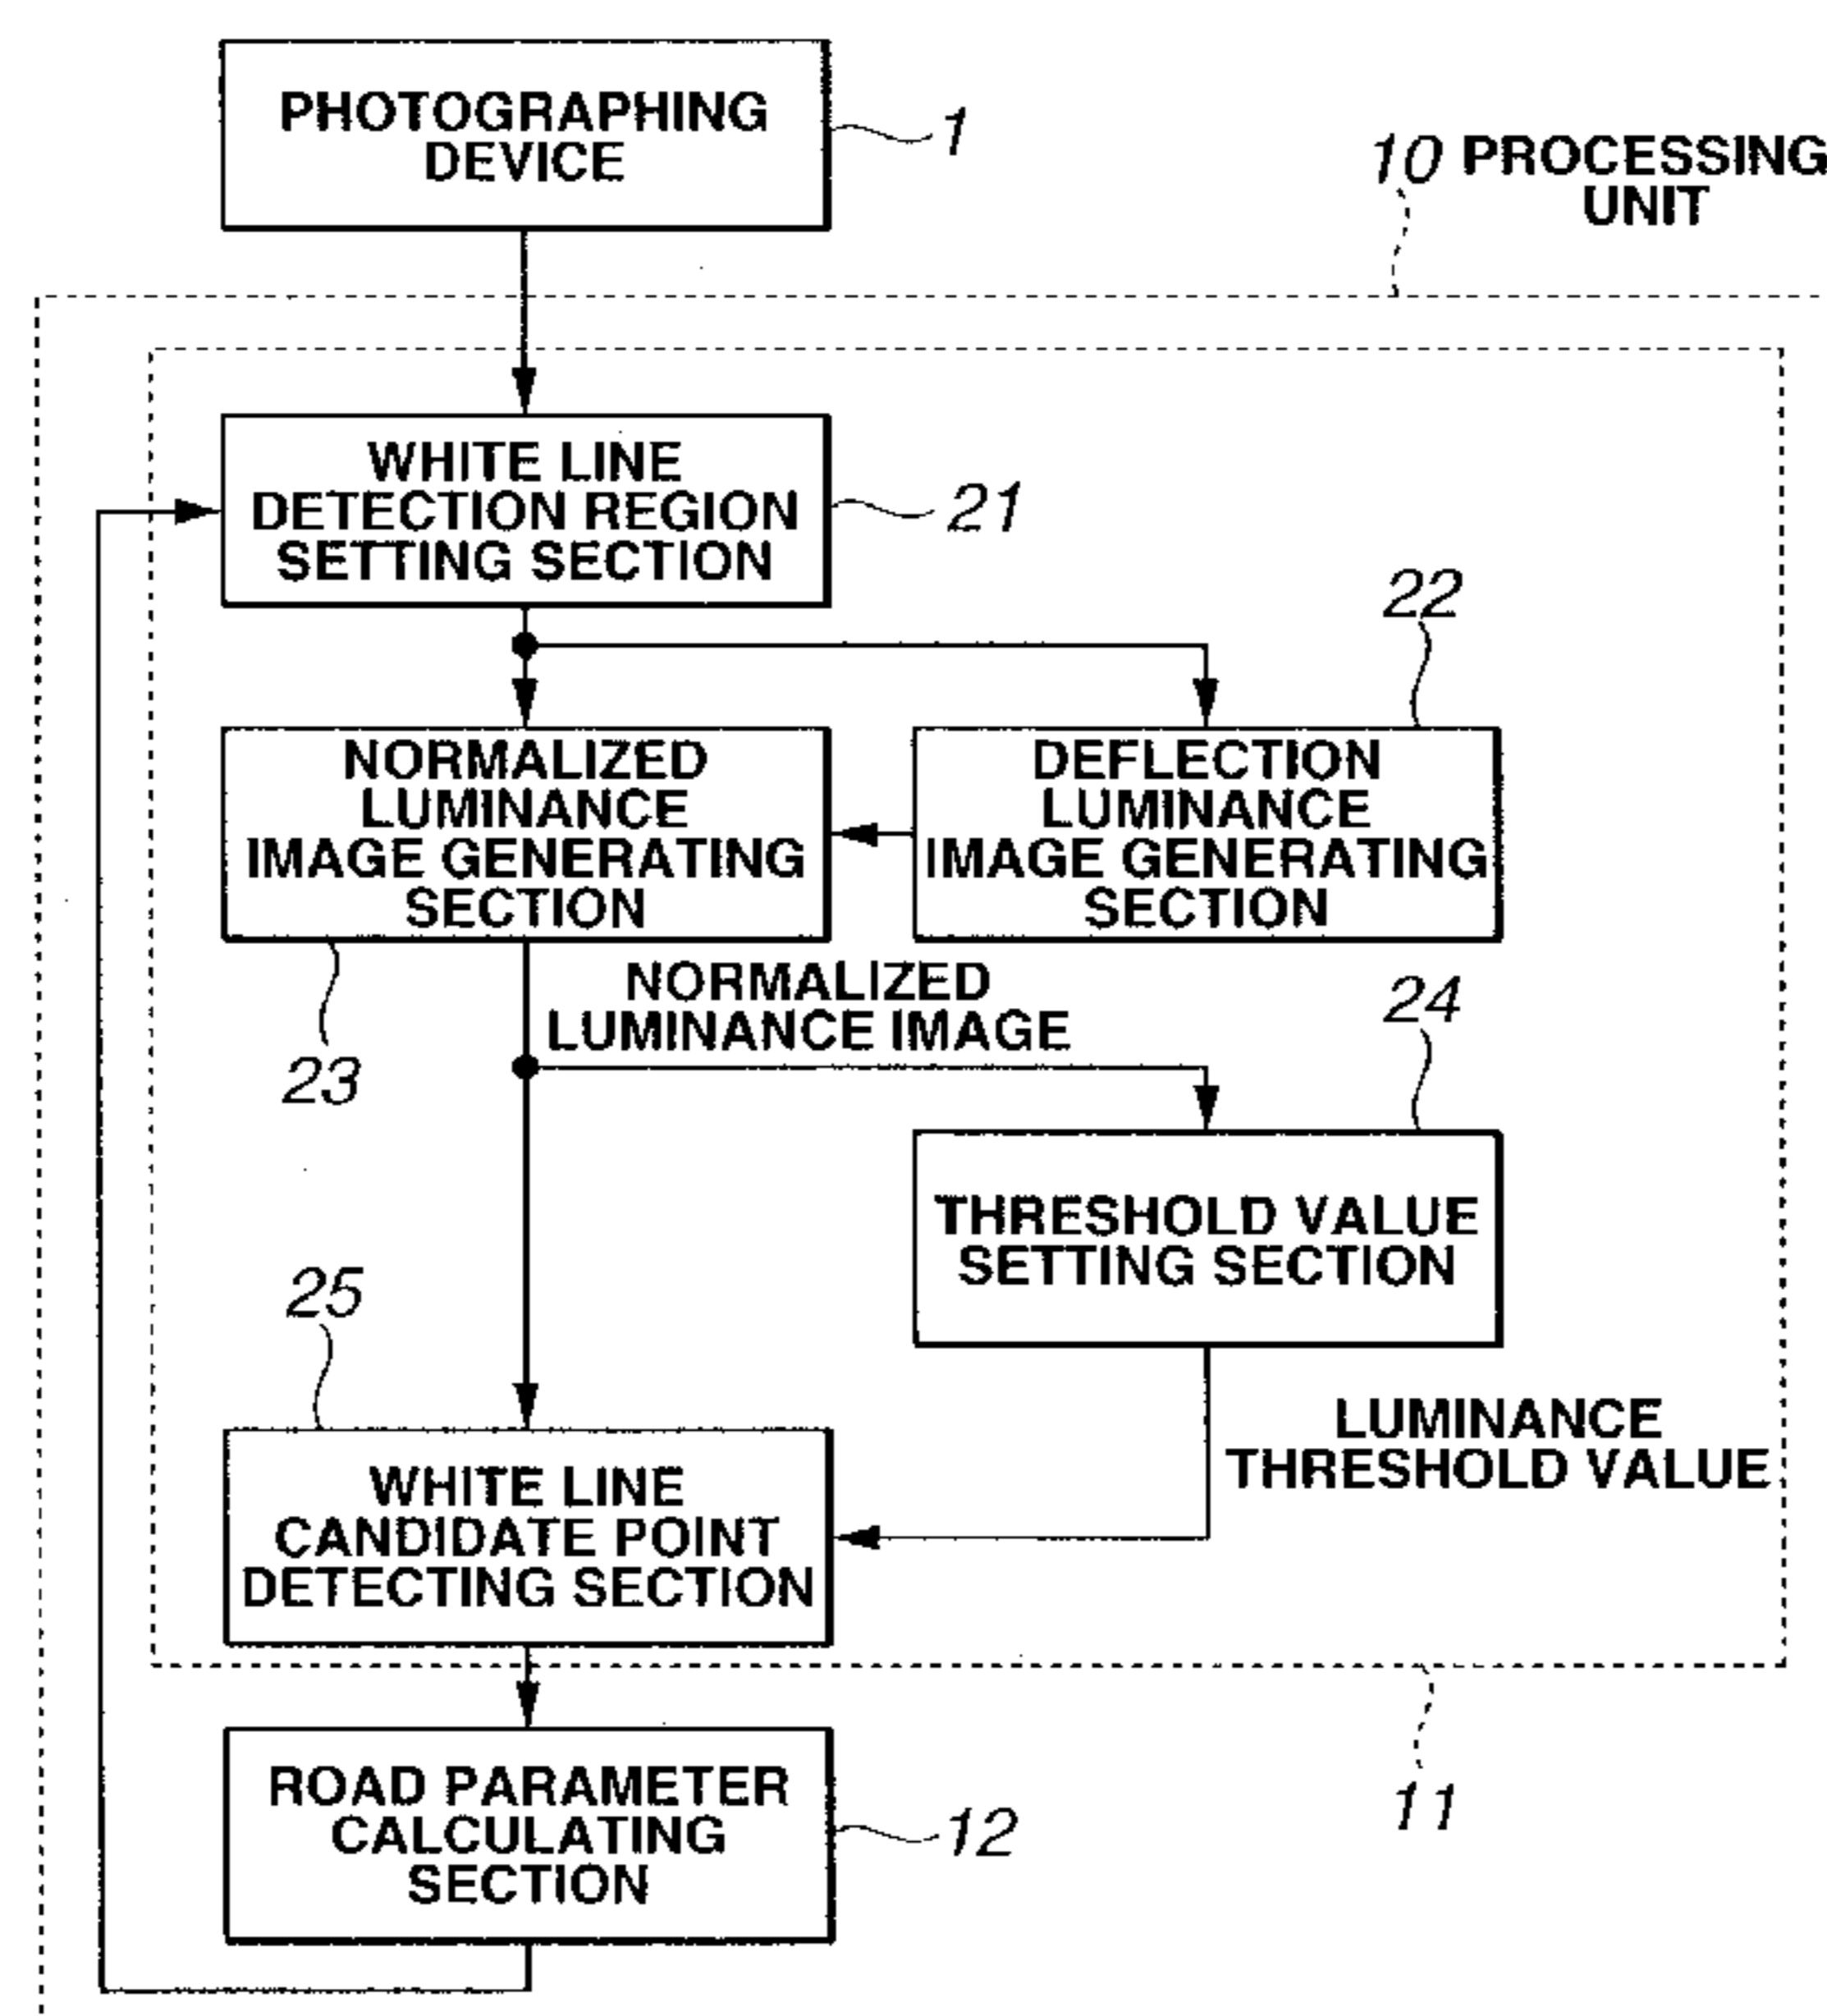 PHOTOGRAPHING
DEVICE
1
10 PROCESSING
UNIT
WHITE LINE
DETECTION REGION
SETTING SECTION
21
22
NORMALIZED
LUMINANCE
IMAGE GENERATING
SECTION
DEFLECTION
LUMINANCE
IMAGE GENERATING
SECTION
23
NORMALIZED
LUMINANCE IMAGE
24
THRESHOLD VALUE
SETTING SECTION
25
LUMINANCE
THRESHOLD VALUE
WHITE LINE
CANDIDATE POINT
DETECTING SECTION
11
ROAD PARAMETER
CALCULATING
SECTION
12